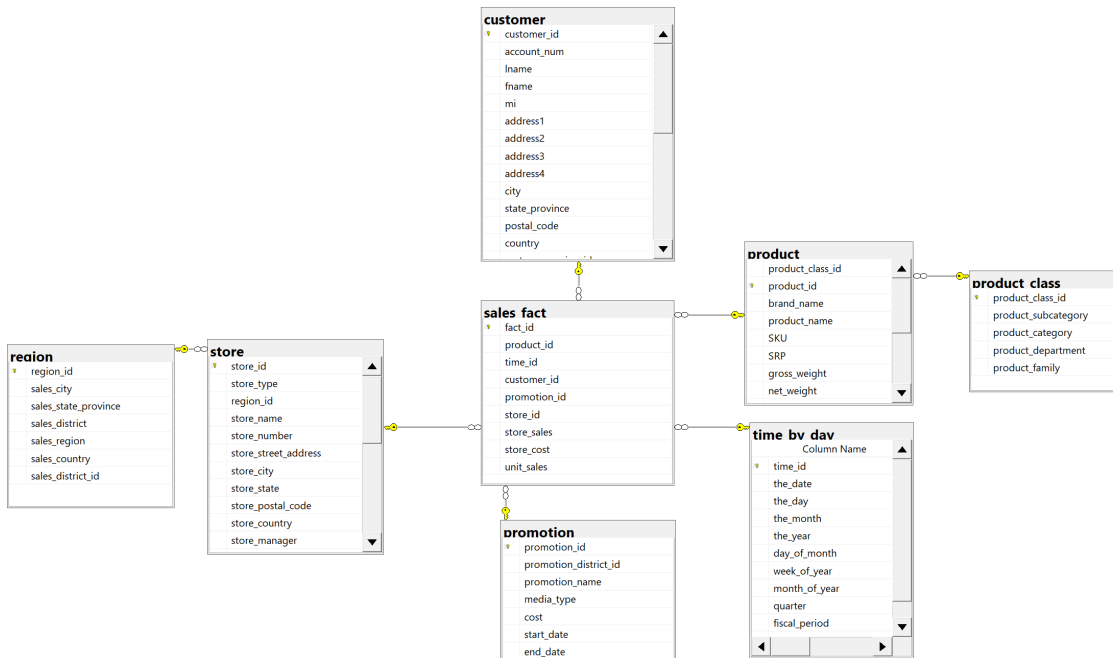 customer
customer_id
account_num
lname
fname
mi
address1
address2
address3
address4
city
state_province
postal_code
country
product
product_class_id
product_id
brand_name
product_name
SKU
SRP
gross_weight
net_weight
product_class
product_class_id
product_subcategory
product_category
product_department
product_family
sales_fact
fact_id
product_id
time_id
customer_id
promotion_id
store_id
store_sales
store_cost
unit_sales
region
region_id
sales_city
sales_state_province
sales_district
sales_region
sales_country
sales_district_id
store
store_id
store_type
region_id
store_name
store_number
store_street_address
store_city
store_state
store_postal_code
store_country
store_manager
time_by_day
Column Name
time_id
the_date
the_day
the_month
the_year
day_of_month
week_of_year
month_of_year
quarter
fiscal_period
promotion
promotion_id
promotion_district_id
promotion_name
media_type
cost
start_date
end_date